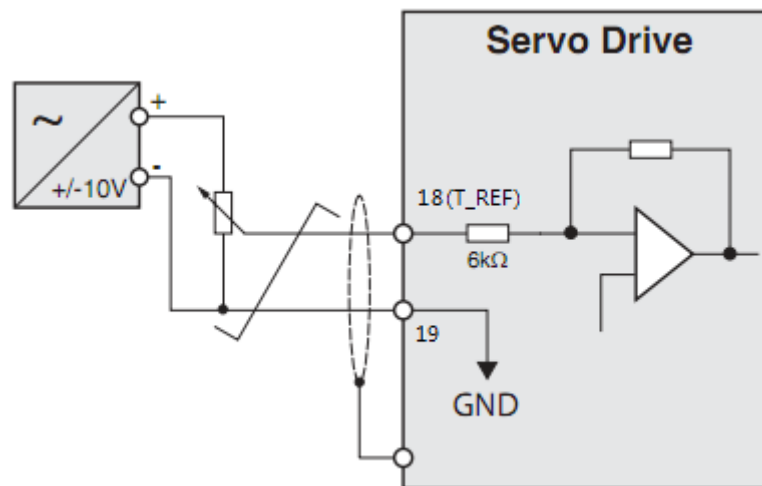 Servo Drive
~
+
-
+/-10V
18(T_REF)
6kΩ
19
GND